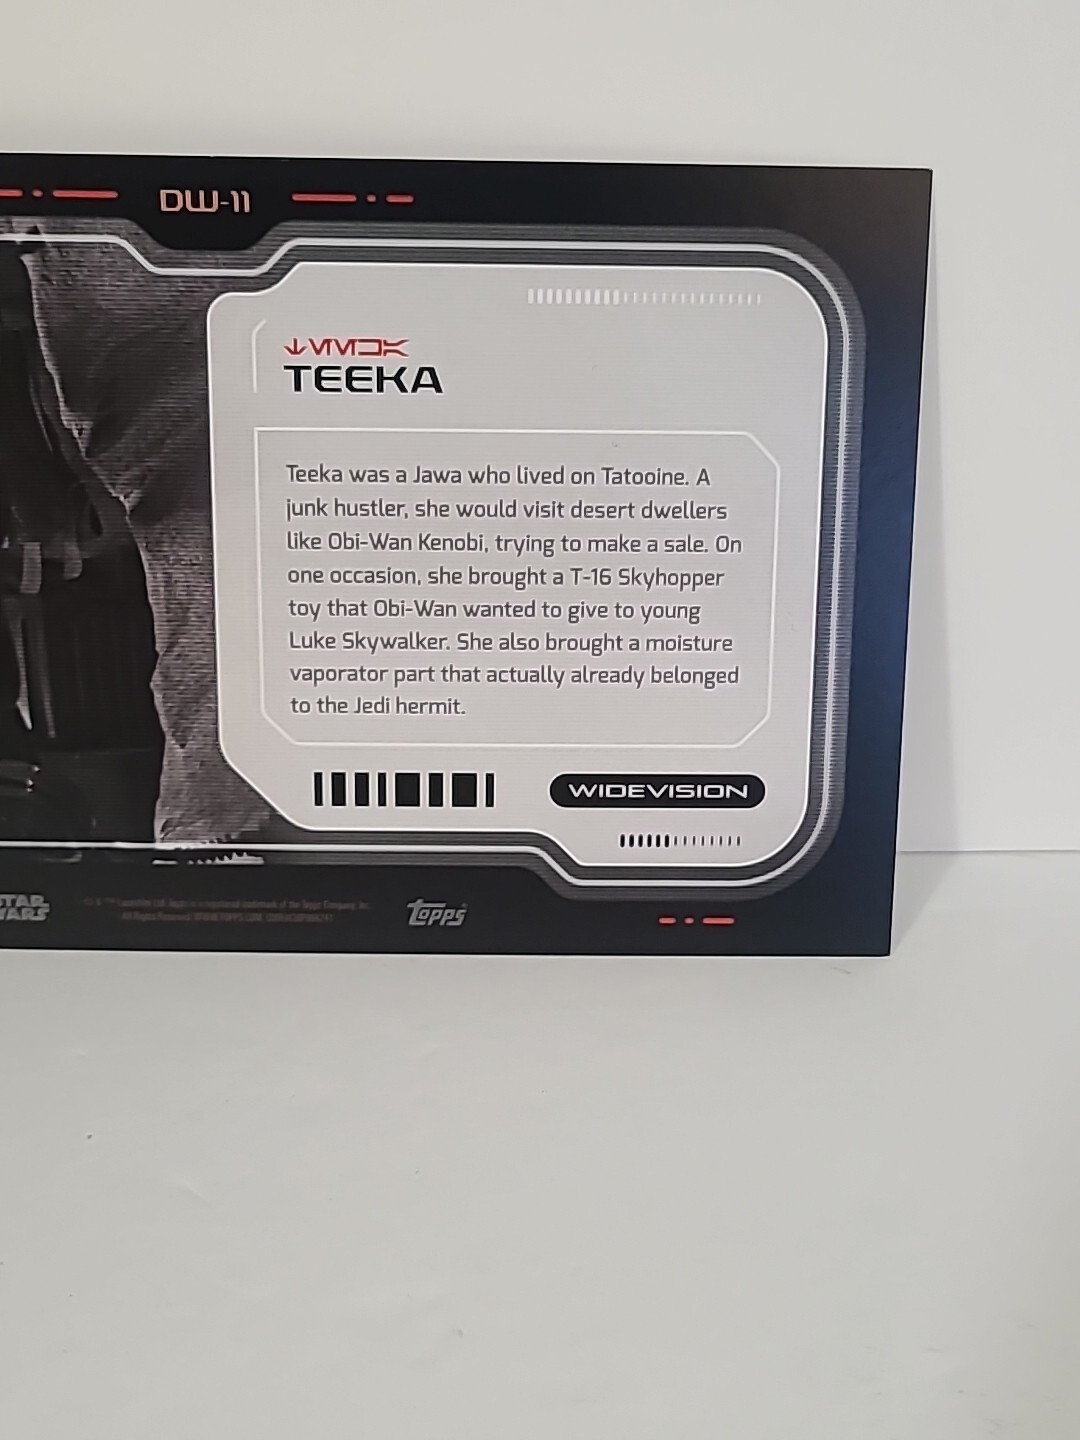 DW-11
TEEKA
Teeka was a Jawa who lived on Tatooine. A
junk hustler, she would visit desert dwellers
like Obi-Wan Kenobi, trying to make a sale. On
one occasion, she brought a T-16 Skyhopper
toy that Obi-Wan wanted to give to young
Luke Skywalker. She also brought a moisture
vaporator part that actually already belonged
to the Jedi hermit.
WIDEVISION
STAR
WARS
topps